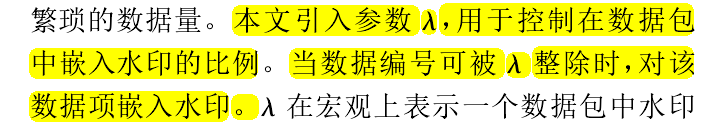 繁琐的数据量。本文引入参数 λ,用于控制在数据包
中嵌入水印的比例。当数据编号可被 λ 整除时,对该
数据项嵌入水印。λ 在宏观上表示一个数据包中水印